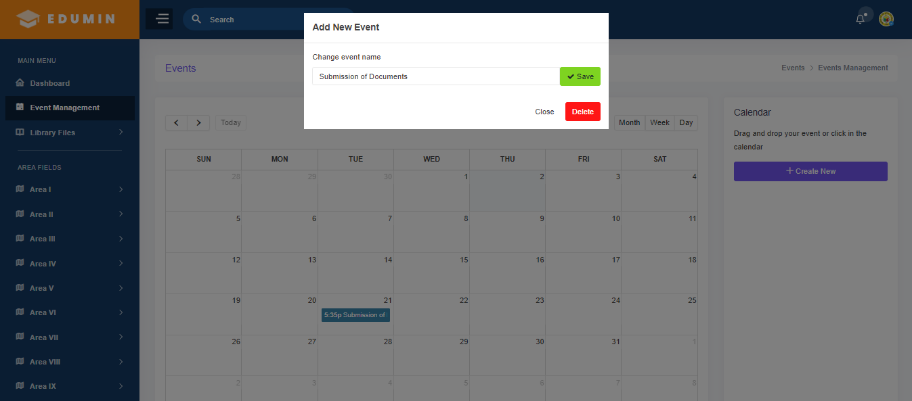 EDUMIN
Search
Add New Event
Change event name
Submission of Documents
Save
Close
Delete
MAIN MENU
Dashboard
Event Management
Library Files
AREA FIELDS
Area I
Area II
Area III
Area IV
Area V
Area VI
Area VII
Area VIII
Area IX
Events
Events > Events Management
Today
Month Week Day
SUN MON TUE WED THU FRI SAT
28 29 30 1 2 3 4
5 6 7 8 9 10 11
12 13 14 15 16 17 18
19 20 21 22 23 24 25
5:35p Submission of
26 27 28 29 30 31 1
2 3 4 5 6 7 8
Calendar
Drag and drop your event or click in the
calendar
+ Create New